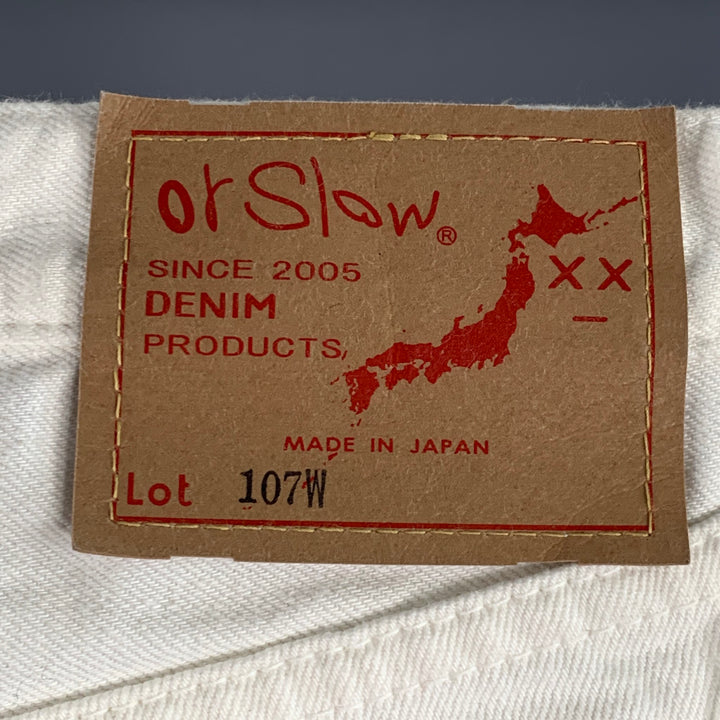 orSlow®
SINCE 2005
DENIM
PRODUCTS,
XX
MADE IN JAPAN
Lot 107W